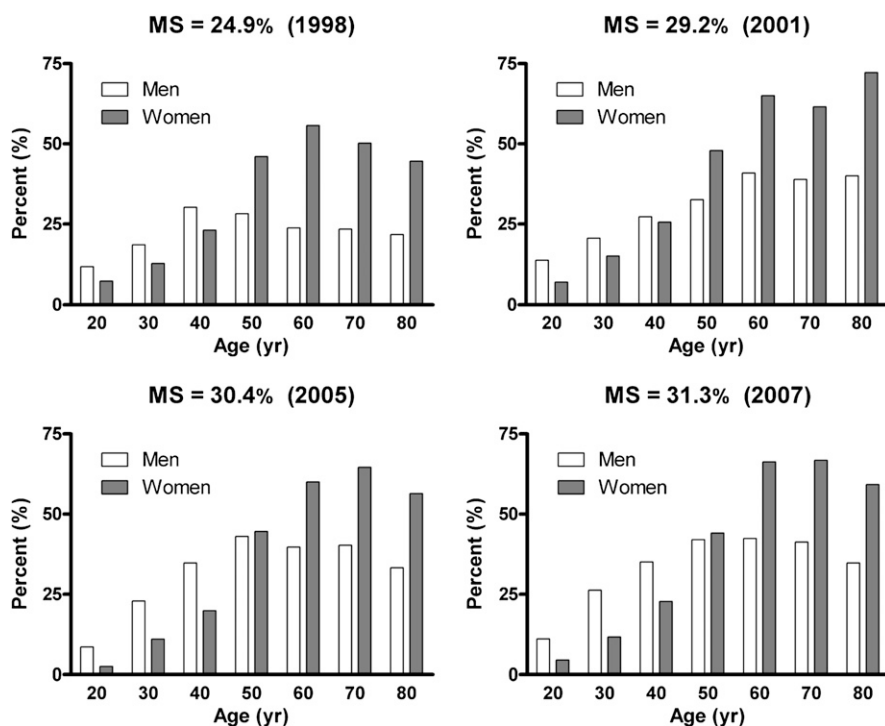 MS = 24.9% (1998)
75
50
25
0
Percent (%)
Men
Women
20 30 40 50 60 70 80
Age (yr)
MS = 29.2% (2001)
75
50
25
0
Percent (%)
Men
Women
20 30 40 50 60 70 80
Age (yr)
MS = 30.4% (2005)
75
50
25
0
Percent (%)
Men
Women
20 30 40 50 60 70 80
Age (yr)
MS = 31.3% (2007)
75
50
25
0
Percent (%)
Men
Women
20 30 40 50 60 70 80
Age (yr)